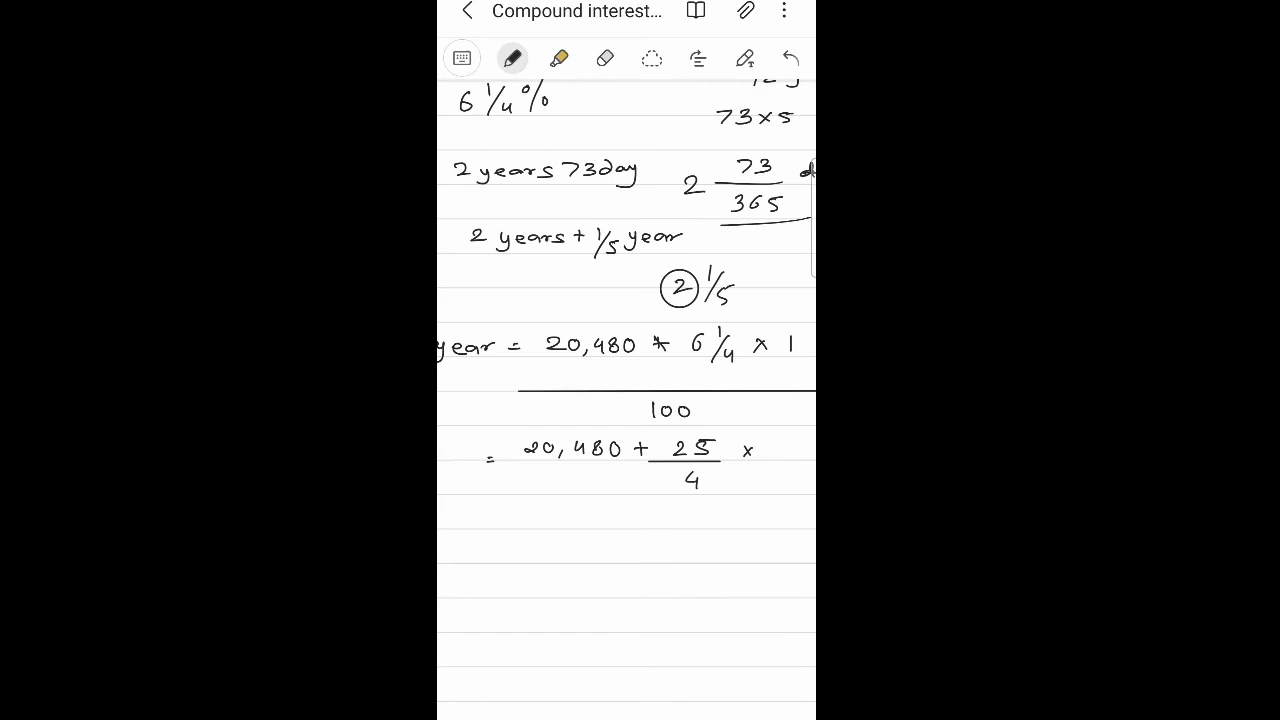 Compound interest...
6 1/4 %
73 × 5
2 years 73 day 2 73/365
2 years + 1/5 year
2 1/5
year = 20,480 * 6 1/4 × 1
100
= 20,480 + 25/4 ×